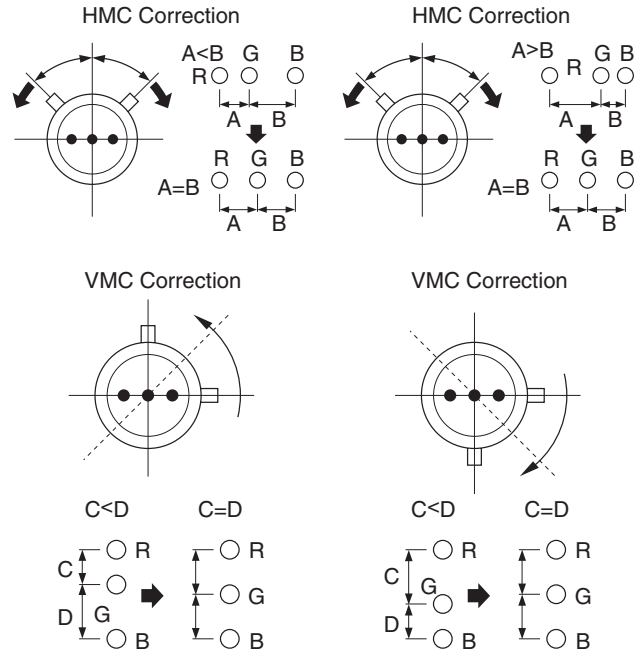 HMC Correction
A<B G B
R
A B
R G B
A=B
A B
HMC Correction
A>B G B
R
A B
R G B
A=B
A B
VMC Correction
VMC Correction
C<D C=D
R R
C
G
D G
B B
C<D C=D
R R
C
G G
D
B B